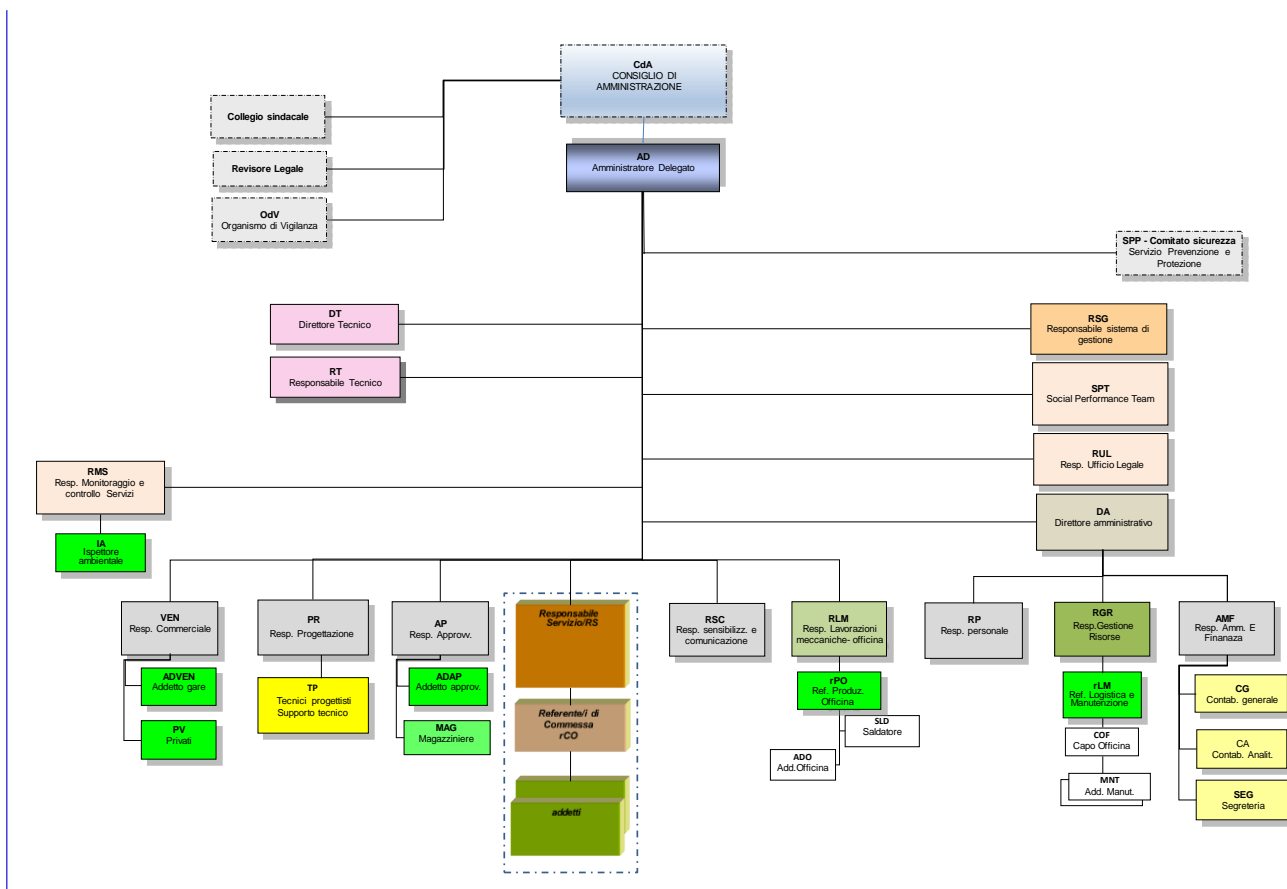 CdA
CONSIGLIO DI
AMMINISTRAZIONE
Collegio sindacale
AD
Amministratore Delegato
Revisore Legale
OdV
Organismo di Vigilanza
SPP - Comitato sicurezza
Servizio Prevenzione e
Protezione
DT
Direttore Tecnico
RSG
Responsabile sistema di
gestione
RT
Responsabile Tecnico
SPT
Social Performance Team
RUL
Resp. Ufficio Legale
RMS
Resp. Monitoraggio e
controllo Servizi
DA
Direttore amministrativo
IA
Ispettore
ambientale
VEN
Resp. Commerciale
PR
Resp. Progettazione
AP
Resp. Approvv.
Responsabile
Servizio/RS
RSC
Resp. sensibilizz. e
comunicazione
RLM
Resp. Lavorazioni
meccaniche- officina
RP
Resp. personale
RGR
Resp.Gestione
Risorse
AMF
Resp. Amm. E
Finanaza
ADVEN
Addetto gare
TP
Tecnici progettisti
Supporto tecnico
ADAP
Addetto approv.
rPO
Ref. Produz.
Officina
rLM
Ref. Logistica e
Manutenzione
CG
Contab. generale
PV
Privati
MAG
Magazziniere
Referente/i di
Commessa
rCO
SLD
Saldatore
COF
Capo Officina
CA
Contab. Analit.
ADO
Add.Officina
MNT
Add. Manut.
SEG
Segreteria
addetti